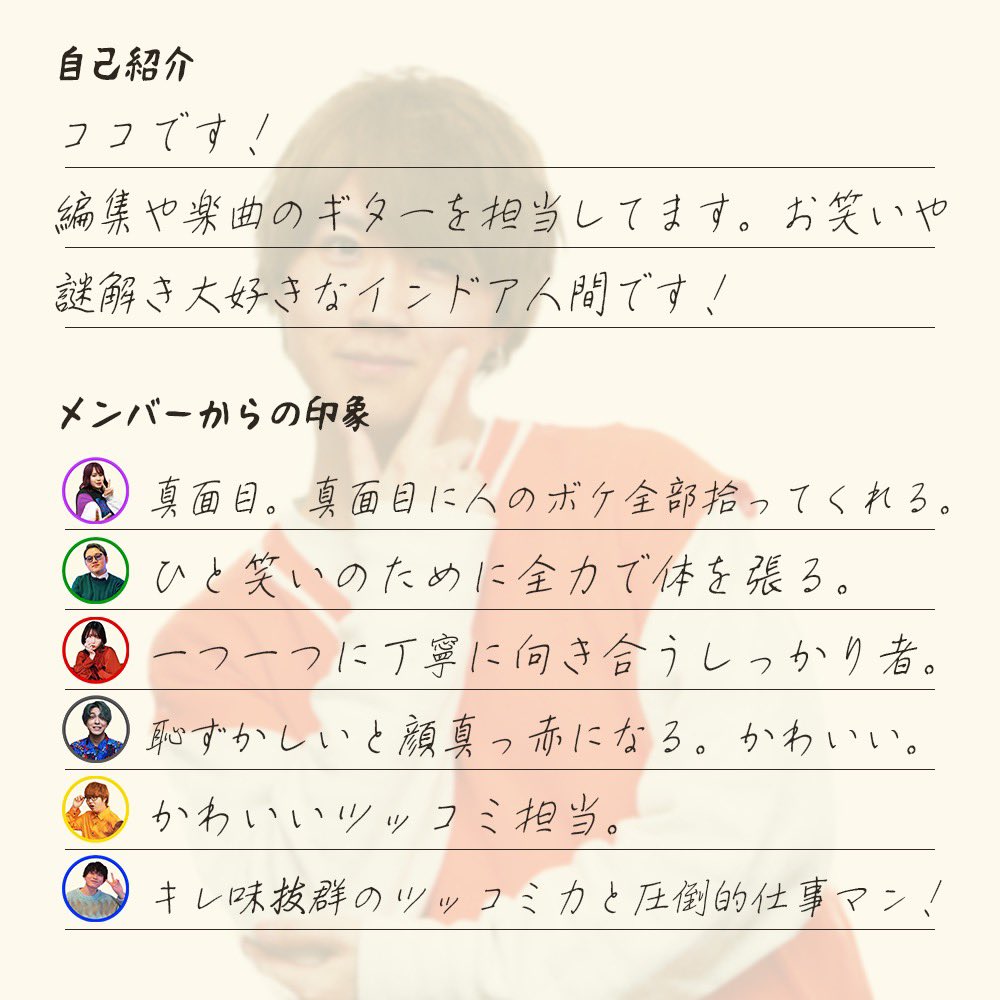 自己紹介
ココです！
編集や楽曲のギターを担当してます。お笑いや
謎解き大好きなインドア人間です！
メンバーからの印象
真面目。真面目に人のボケ全部拾ってくれる。
ひと笑いのために全力で体を張る。
一つ一つに丁寧に向き合うしっかり者。
恥ずかしいと顔真っ赤になる。かわいい。
かわいいツッコミ担当。
キレ味抜群のツッコミ力と圧倒的仕事マン！